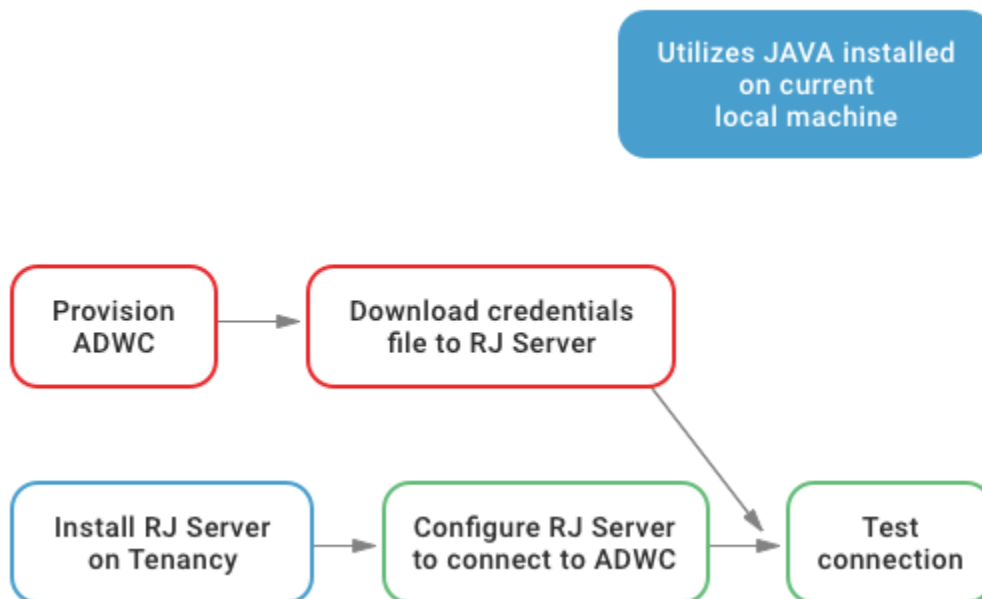 Utilizes JAVA installed
on current
local machine
Provision
ADWC
Download credentials
file to RJ Server
Install RJ Server
on Tenancy
Configure RJ Server
to connect to ADWC
Test
connection